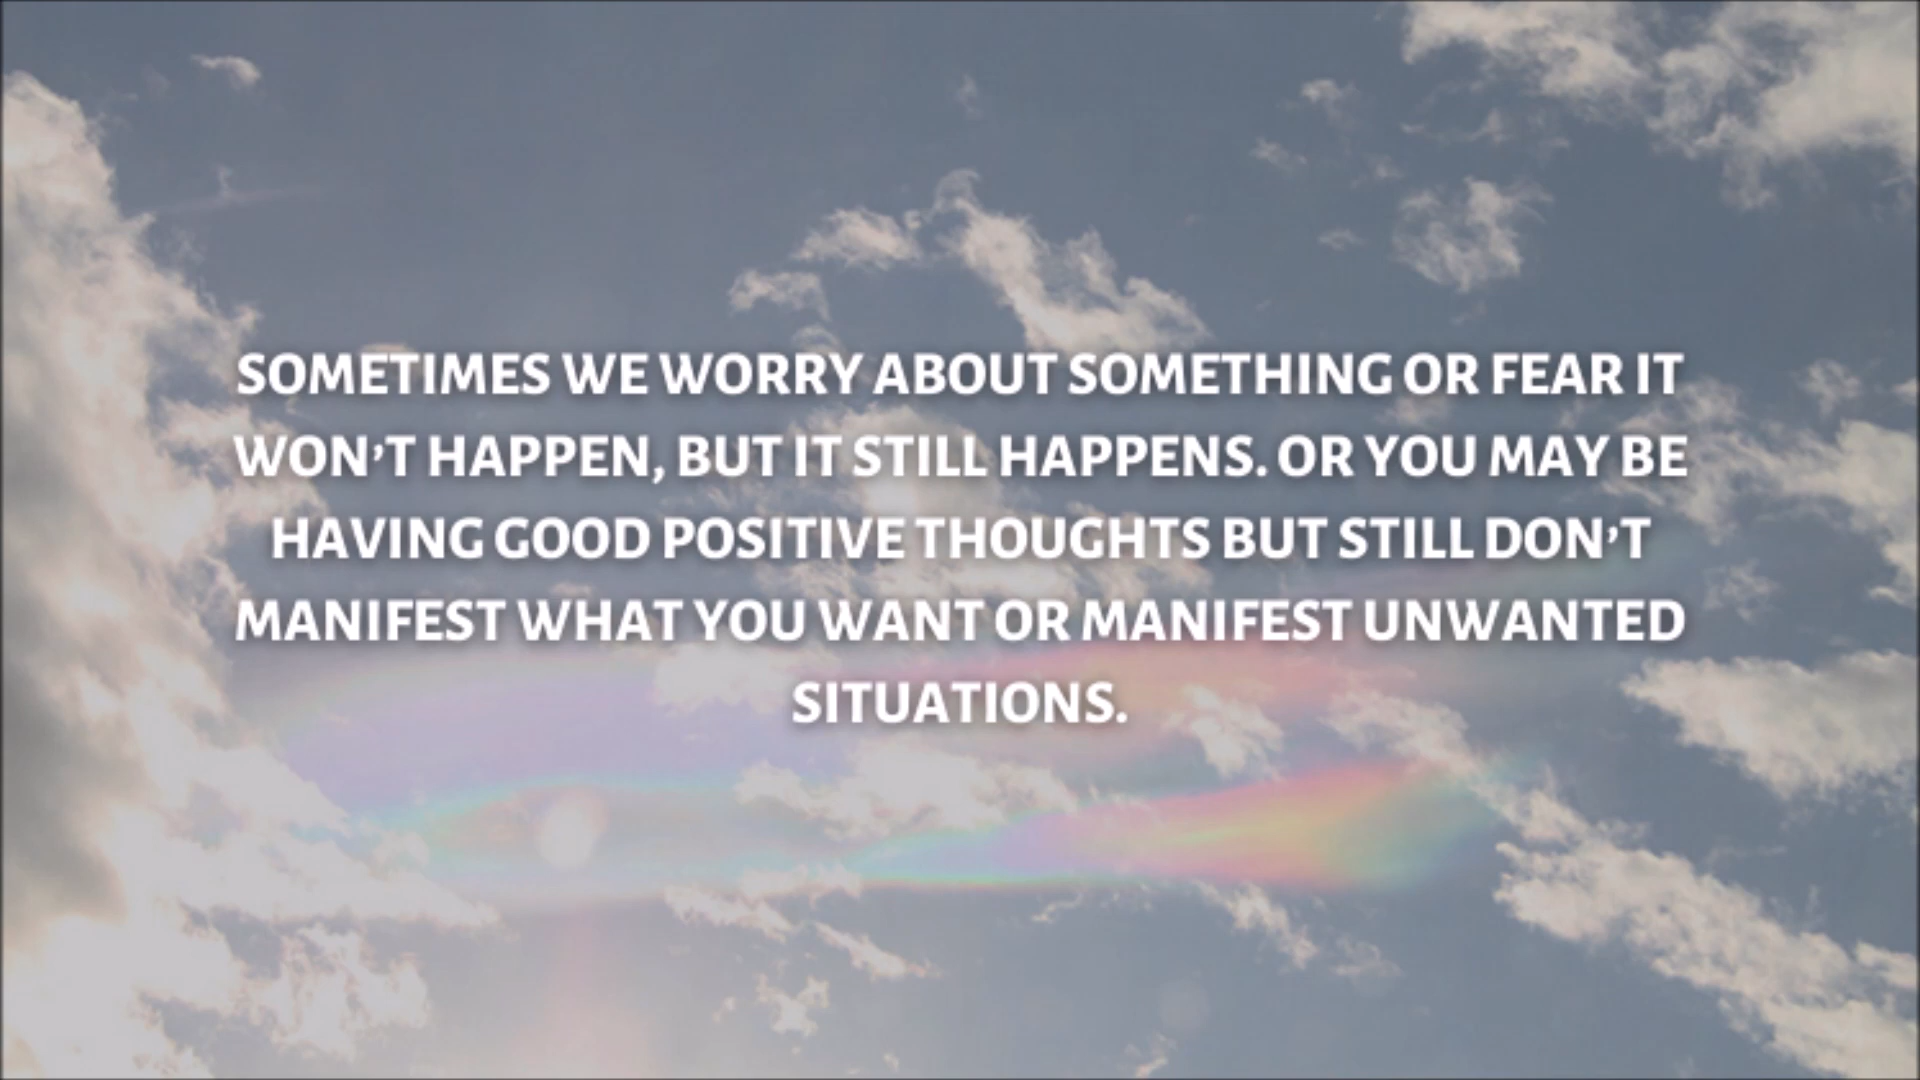 SOMETIMES WE WORRY ABOUT SOMETHING OR FEAR IT
WON'T HAPPEN, BUT IT STILL HAPPENS. OR YOU MAY BE
HAVING GOOD POSITIVE THOUGHTS BUT STILL DON'T
MANIFEST WHAT YOU WANT OR MANIFEST UNWANTED
SITUATIONS.